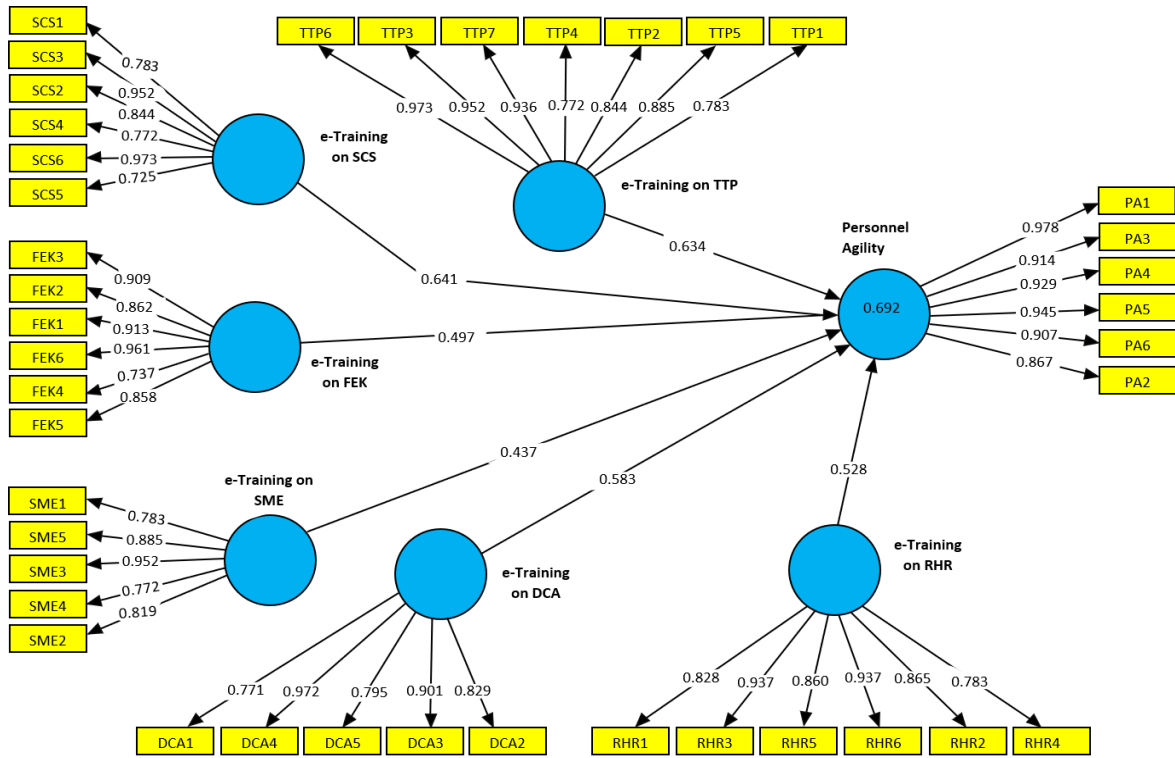 SCS1
SCS3
SCS2
SCS4
SCS6
SCS5
0.783
0.952
0.844
0.772
0.973
0.725
e-Training
on SCS
TTP6
TTP3
TTP7
TTP4
TTP2
TTP5
TTP1
0.973
0.952
0.936
0.772
0.844
0.885
0.783
e-Training on TTP
0.634
0.641
Personnel
Agility
0.692
0.978
0.914
0.929
0.945
0.907
0.867
PA1
PA3
PA4
PA5
PA6
PA2
FEK3
FEK2
FEK1
FEK6
FEK4
FEK5
0.909
0.862
0.913
0.961
0.737
0.858
e-Training
on FEK
0.497
0.437
0.583
0.528
SME1
SME5
SME3
SME4
SME2
0.783
0.885
0.952
0.772
0.819
e-Training on
SME
e-Training
on DCA
0.771
0.972
0.795
0.901
0.829
DCA1
DCA4
DCA5
DCA3
DCA2
e-Training
on RHR
0.828
0.937
0.860
0.937
0.865
0.783
RHR1
RHR3
RHR5
RHR6
RHR2
RHR4